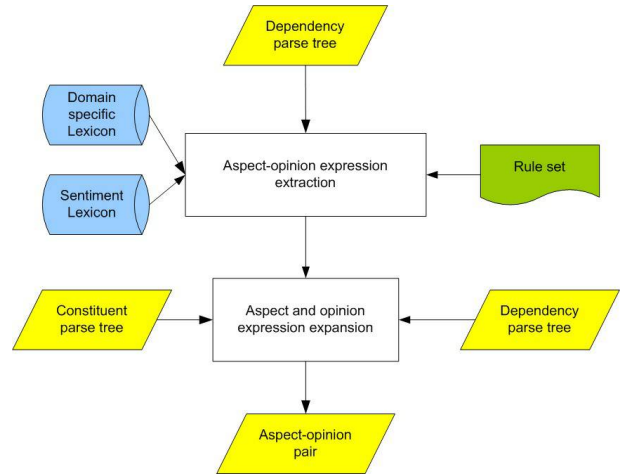 Dependency
parse tree
Domain
specific
Lexicon
Aspect-opinion expression
extraction
Rule set
Sentiment
Lexicon
Constituent
parse tree
Aspect and opinion
expression expansion
Dependency
parse tree
Aspect-opinion
pair